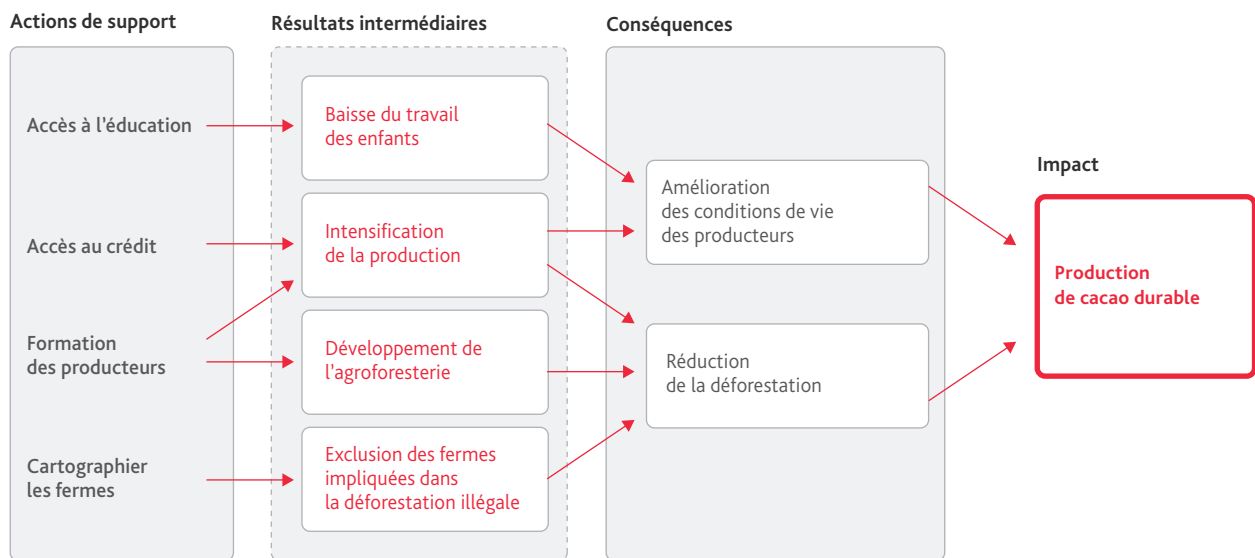 Actions de support
Résultats intermédiaires
Conséquences
Impact
Accès à l'éducation
Accès au crédit
Formation
des producteurs
Cartographier
les fermes
Baisse du travail
des enfants
Intensification
de la production
Développement de
l'agroforesterie
Exclusion des fermes
impliquées dans
la déforestation illégale
Amélioration
des conditions de vie
des producteurs
Réduction
de la déforestation
Production
de cacao durable